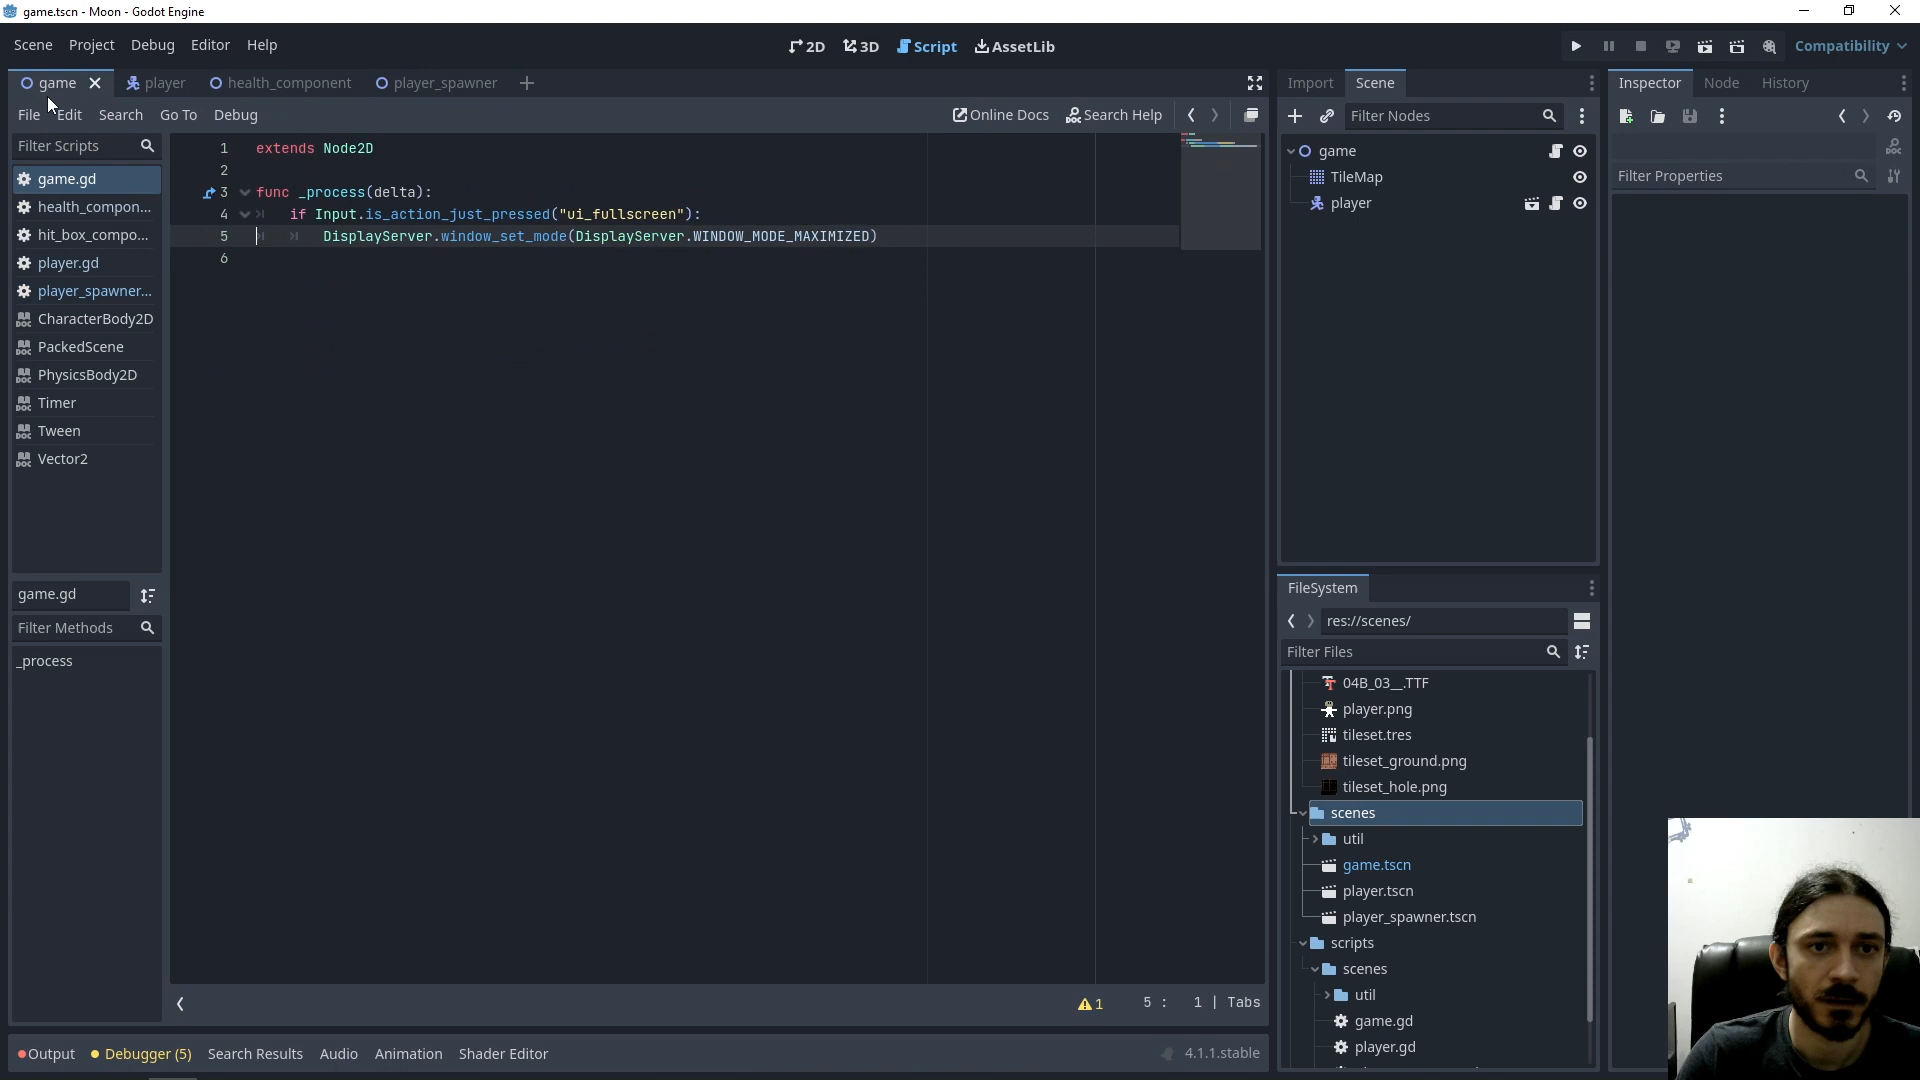 game.tscn - Moon - Godot Engine
Scene Project Debug Editor Help
2D 3D Script AssetLib
Compatibility
game player health_component player_spawner
File Edit Search Go To Debug
Online Docs Search Help
Filter Scripts
game.gd
health_compon...
hit_box_compo...
player.gd
player_spawner...
CharacterBody2D
PackedScene
PhysicsBody2D
Timer
Tween
Vector2
game.gd
Filter Methods
_process
1 extends Node2D
2
3 func _process(delta):
4 if Input.is_action_just_pressed("ui_fullscreen"):
5 DisplayServer.window_set_mode(DisplayServer.WINDOW_MODE_MAXIMIZED)
6
1 5 : 1 | Tabs
Output Debugger (5) Search Results Audio Animation Shader Editor
4.1.1.stable
Import Scene
Filter Nodes
game
TileMap
player
FileSystem
res://scenes/
Filter Files
04B_03__.TTF
player.png
tileset.tres
tileset_ground.png
tileset_hole.png
scenes
util
game.tscn
player.tscn
player_spawner.tscn
scripts
scenes
util
game.gd
player.gd
Inspector Node History
Filter Properties